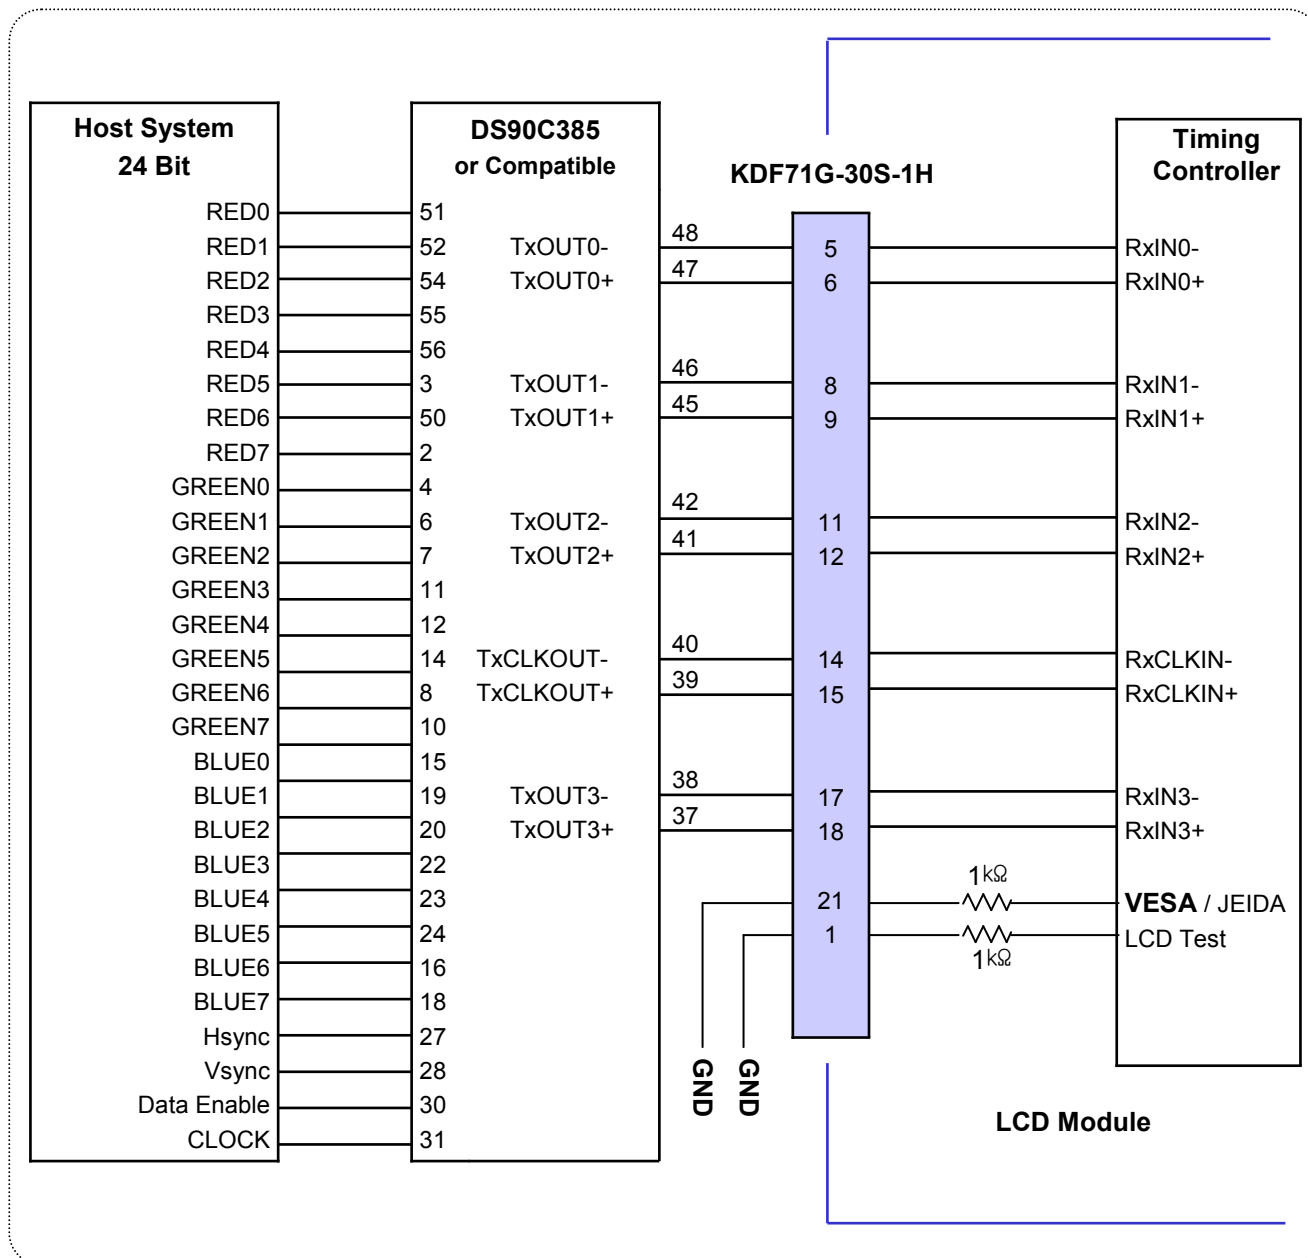 Host System
24 Bit
DS90C385
or Compatible
KDF71G-30S-1H
Timing
Controller
RED0 51
RED1 52 TxOUT0- 48 5 RxIN0-
RED2 54 TxOUT0+ 47 6 RxIN0+
RED3 55
RED4 56
RED5 3 TxOUT1- 46 8 RxIN1-
RED6 50 TxOUT1+ 45 9 RxIN1+
RED7 2
GREEN0 4
GREEN1 6 TxOUT2- 42 11 RxIN2-
GREEN2 7 TxOUT2+ 41 12 RxIN2+
GREEN3 11
GREEN4 12
GREEN5 14 TxCLKOUT- 40 14 RxCLKIN-
GREEN6 8 TxCLKOUT+ 39 15 RxCLKIN+
GREEN7 10
BLUE0 15
BLUE1 19 TxOUT3- 38 17 RxIN3-
BLUE2 20 TxOUT3+ 37 18 RxIN3+
BLUE3 22
1kΩ
BLUE4 23 21 VESA / JEIDA
BLUE5 24 1 LCD Test
1kΩ
BLUE6 16
BLUE7 18
Hsync 27
Vsync 28
Data Enable 30
CLOCK 31
GND
GND
LCD Module